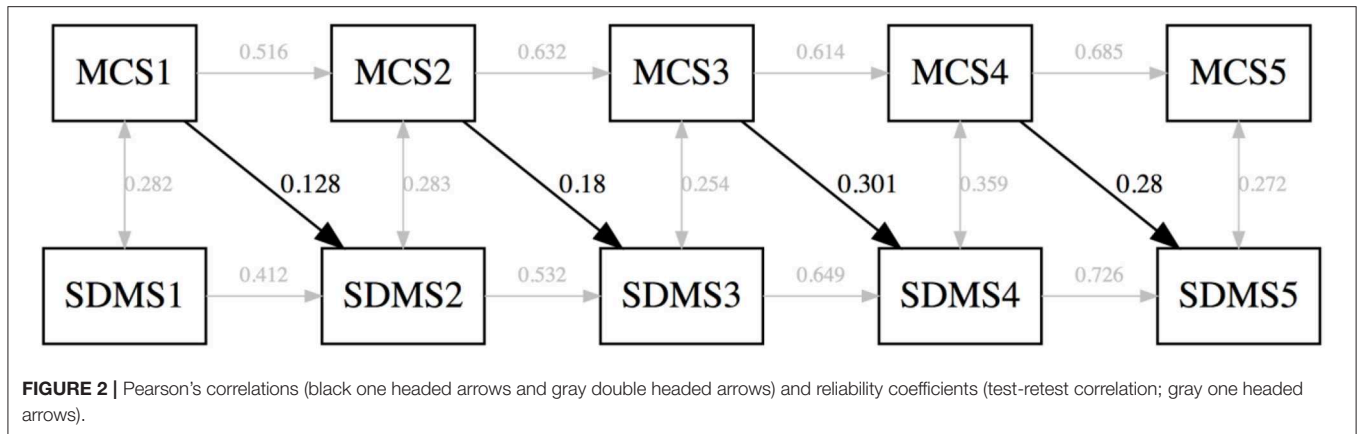 MCS1 0.516 MCS2 0.632 MCS3 0.614 MCS4 0.685 MCS5
0.282 0.128 0.283 0.18 0.254 0.301 0.359 0.28 0.272
SDMS1 0.412 SDMS2 0.532 SDMS3 0.649 SDMS4 0.726 SDMS5
FIGURE 2 | Pearson's correlations (black one headed arrows and gray double headed arrows) and reliability coefficients (test-retest correlation; gray one headed
arrows).